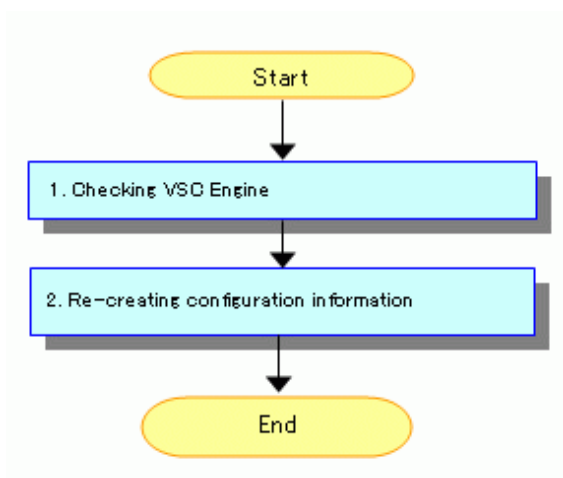 Start
1. Checking VSC Engine
2. Re-creating configuration information
End